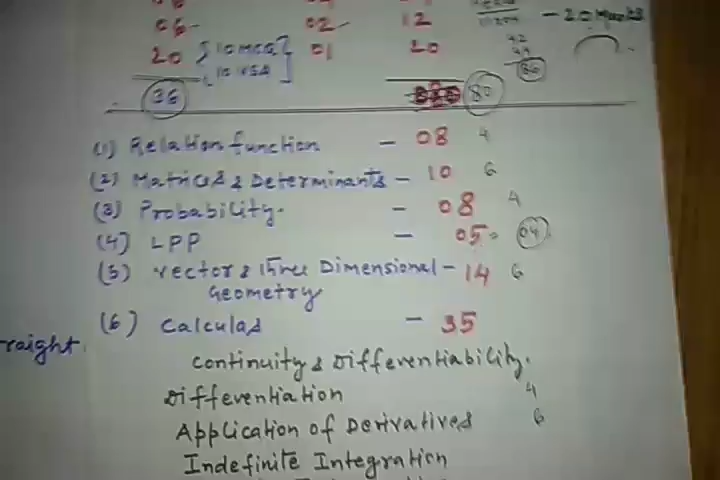 06 - 02 12 - 20 Marks
20 {10 MCQ} 01 20 42
10 VSA 80
36 80
(1) Relation function - 08 4
(2) Matrices & Determinants - 10 6
(3) Probability. - 08 4
(4) LPP - 05 = 04
(5) Vector & Three Dimensional - 14 6
Geometry
(6) Calculas - 35
raight.
Continuity & Differentiability.
Differentiation 4
Application of Derivatives 6
Indefinite Integration